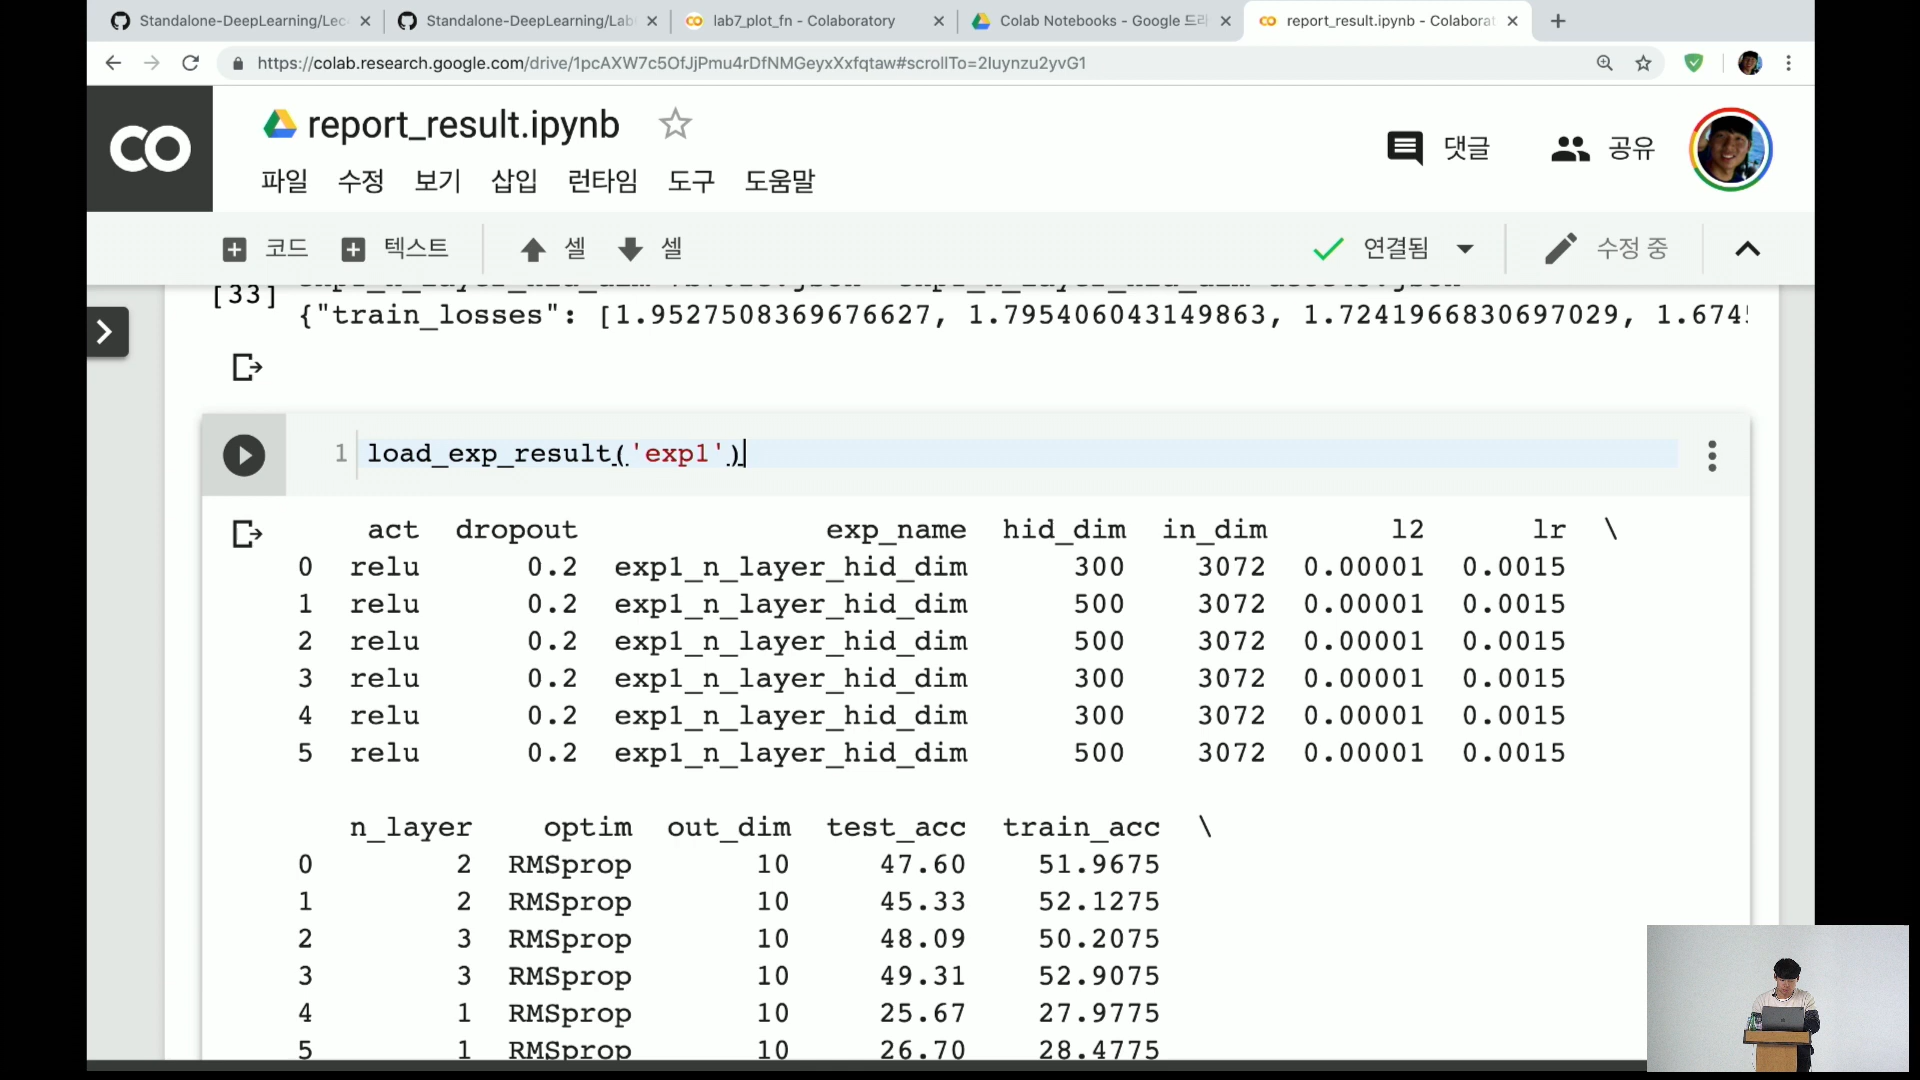 Standalone-DeepLearning/Lec
Standalone-DeepLearning/Lab
lab7_plot_fn - Colaboratory
Colab Notebooks - Google 드라
report_result.ipynb - Colaborat
https://colab.research.google.com/drive/1pcAXW7c5OfJjPmu4rDfNMGeyxXxfqtaw#scrollTo=2Iuynzu2yvG1
CO
report_result.ipynb
댓글
공유
파일 수정 보기 삽입 런타임 도구 도움말
코드 텍스트 셀 셀 연결됨 수정 중
[33]
{"train_losses": [1.9527508369676627, 1.795406043149863, 1.7241966830697029, 1.674
1 load_exp_result('exp1')
act dropout exp_name hid_dim in_dim l2 lr \
0 relu 0.2 exp1_n_layer_hid_dim 300 3072 0.00001 0.0015
1 relu 0.2 exp1_n_layer_hid_dim 500 3072 0.00001 0.0015
2 relu 0.2 exp1_n_layer_hid_dim 500 3072 0.00001 0.0015
3 relu 0.2 exp1_n_layer_hid_dim 300 3072 0.00001 0.0015
4 relu 0.2 exp1_n_layer_hid_dim 300 3072 0.00001 0.0015
5 relu 0.2 exp1_n_layer_hid_dim 500 3072 0.00001 0.0015
n_layer optim out_dim test_acc train_acc \
0 2 RMSprop 10 47.60 51.9675
1 2 RMSprop 10 45.33 52.1275
2 3 RMSprop 10 48.09 50.2075
3 3 RMSprop 10 49.31 52.9075
4 1 RMSprop 10 25.67 27.9775
5 1 RMSprop 10 26.70 28.4775